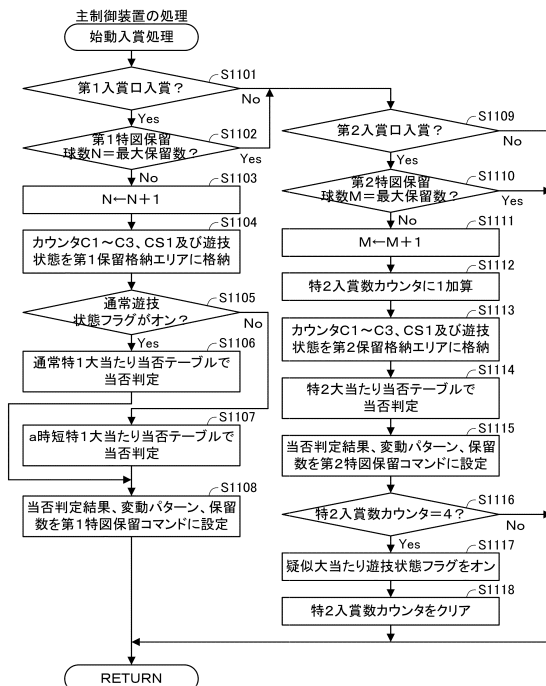 主制御装置の処理
始動入賞処理
S1101
第1入賞口入賞?
No
Yes
S1102
第1特図保留
球数N=最大保留数?
Yes
No
S1103
N←N+1
S1104
カウンタC1~C3、CS1及び遊技
状態を第1保留格納エリアに格納
S1105
通常遊技
状態フラグがオン?
No
Yes
S1106
通常特1大当たり当否テーブルで
当否判定
S1107
a時短特1大当たり当否テーブルで
当否判定
S1108
当否判定結果、変動パターン、保留
数を第1特図保留コマンドに設定
S1109
第2入賞口入賞?
No
Yes
S1110
第2特図保留
球数M=最大保留数?
Yes
No
S1111
M←M+1
S1112
特2入賞数カウンタに1加算
S1113
カウンタC1~C3、CS1及び遊技
状態を第2保留格納エリアに格納
S1114
特2大当たり当否テーブルで
当否判定
S1115
当否判定結果、変動パターン、保留
数を第2特図保留コマンドに設定
S1116
特2入賞数カウンタ=4?
No
Yes
S1117
疑似大当たり遊技状態フラグをオン
S1118
特2入賞数カウンタをクリア
RETURN